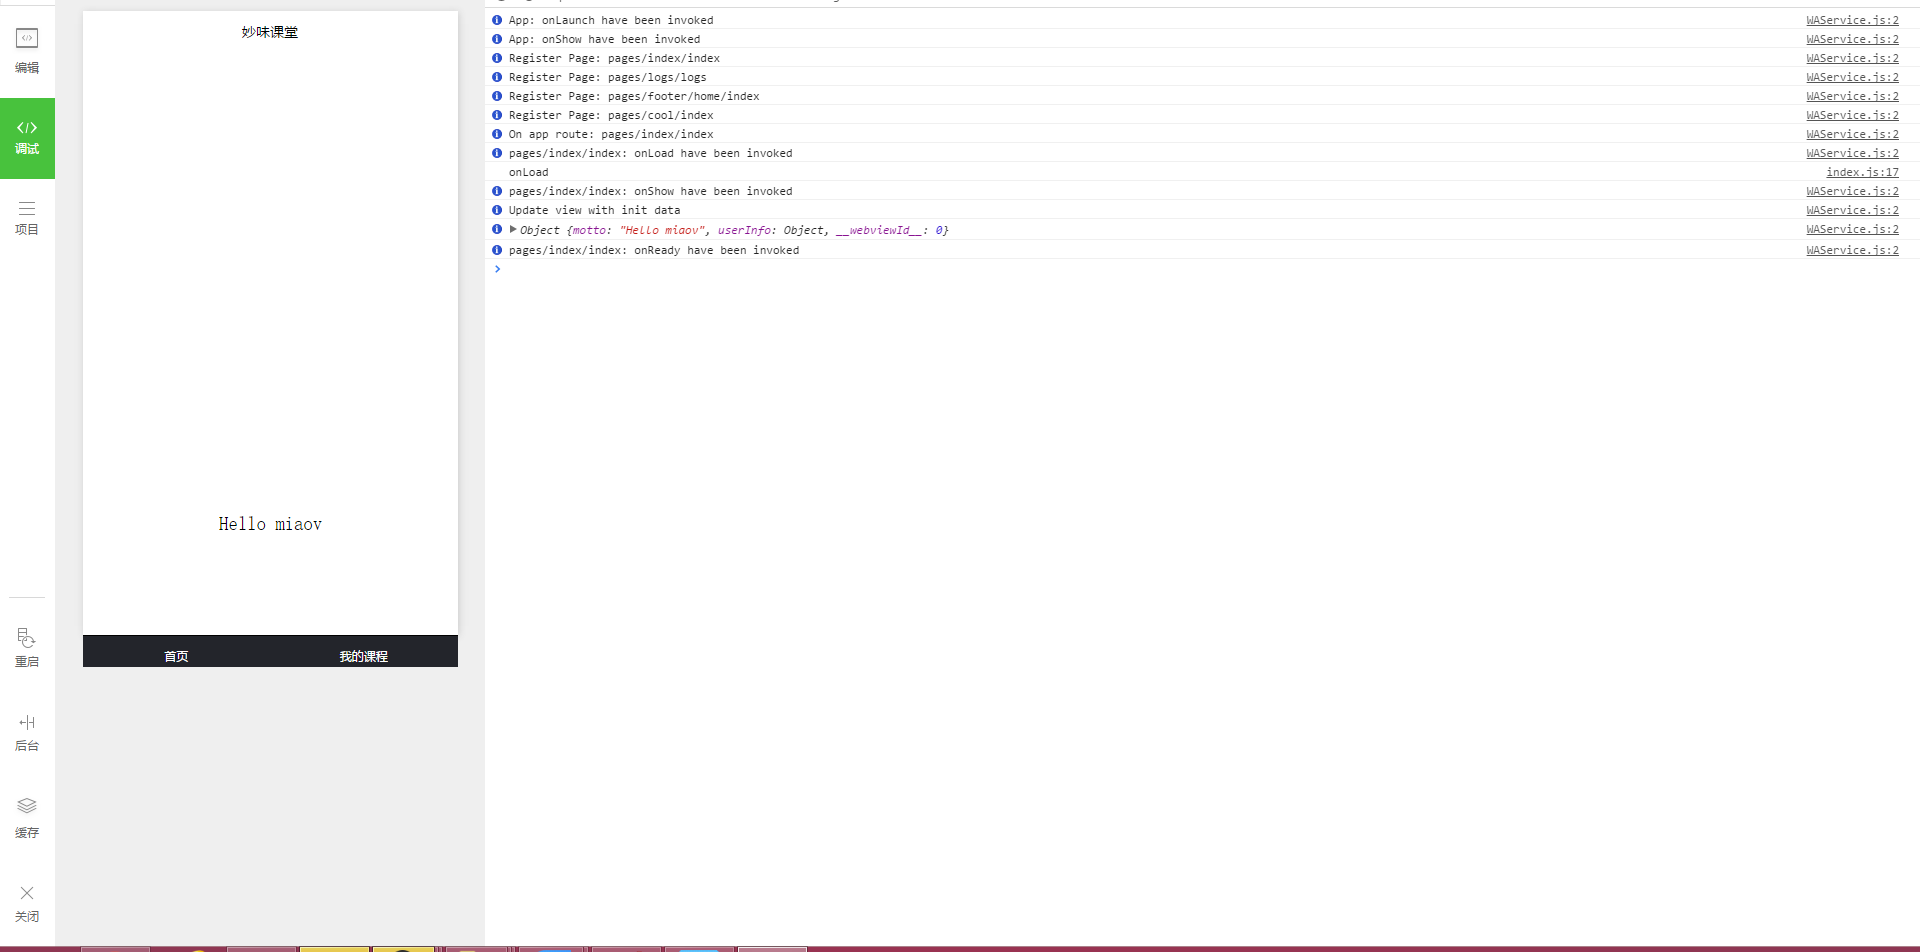 编辑
调试
项目
重启
后台
缓存
关闭
妙味课堂
Hello miaov
首页 我的课程
App: onLaunch have been invoked WAService.js:2
App: onShow have been invoked WAService.js:2
Register Page: pages/index/index WAService.js:2
Register Page: pages/logs/logs WAService.js:2
Register Page: pages/footer/home/index WAService.js:2
Register Page: pages/cool/index WAService.js:2
On app route: pages/index/index WAService.js:2
pages/index/index: onLoad have been invoked WAService.js:2
onLoad index.js:17
pages/index/index: onShow have been invoked WAService.js:2
Update view with init data WAService.js:2
Object {motto: "Hello miaov", userInfo: Object, __webviewId__: 0} WAService.js:2
pages/index/index: onReady have been invoked WAService.js:2